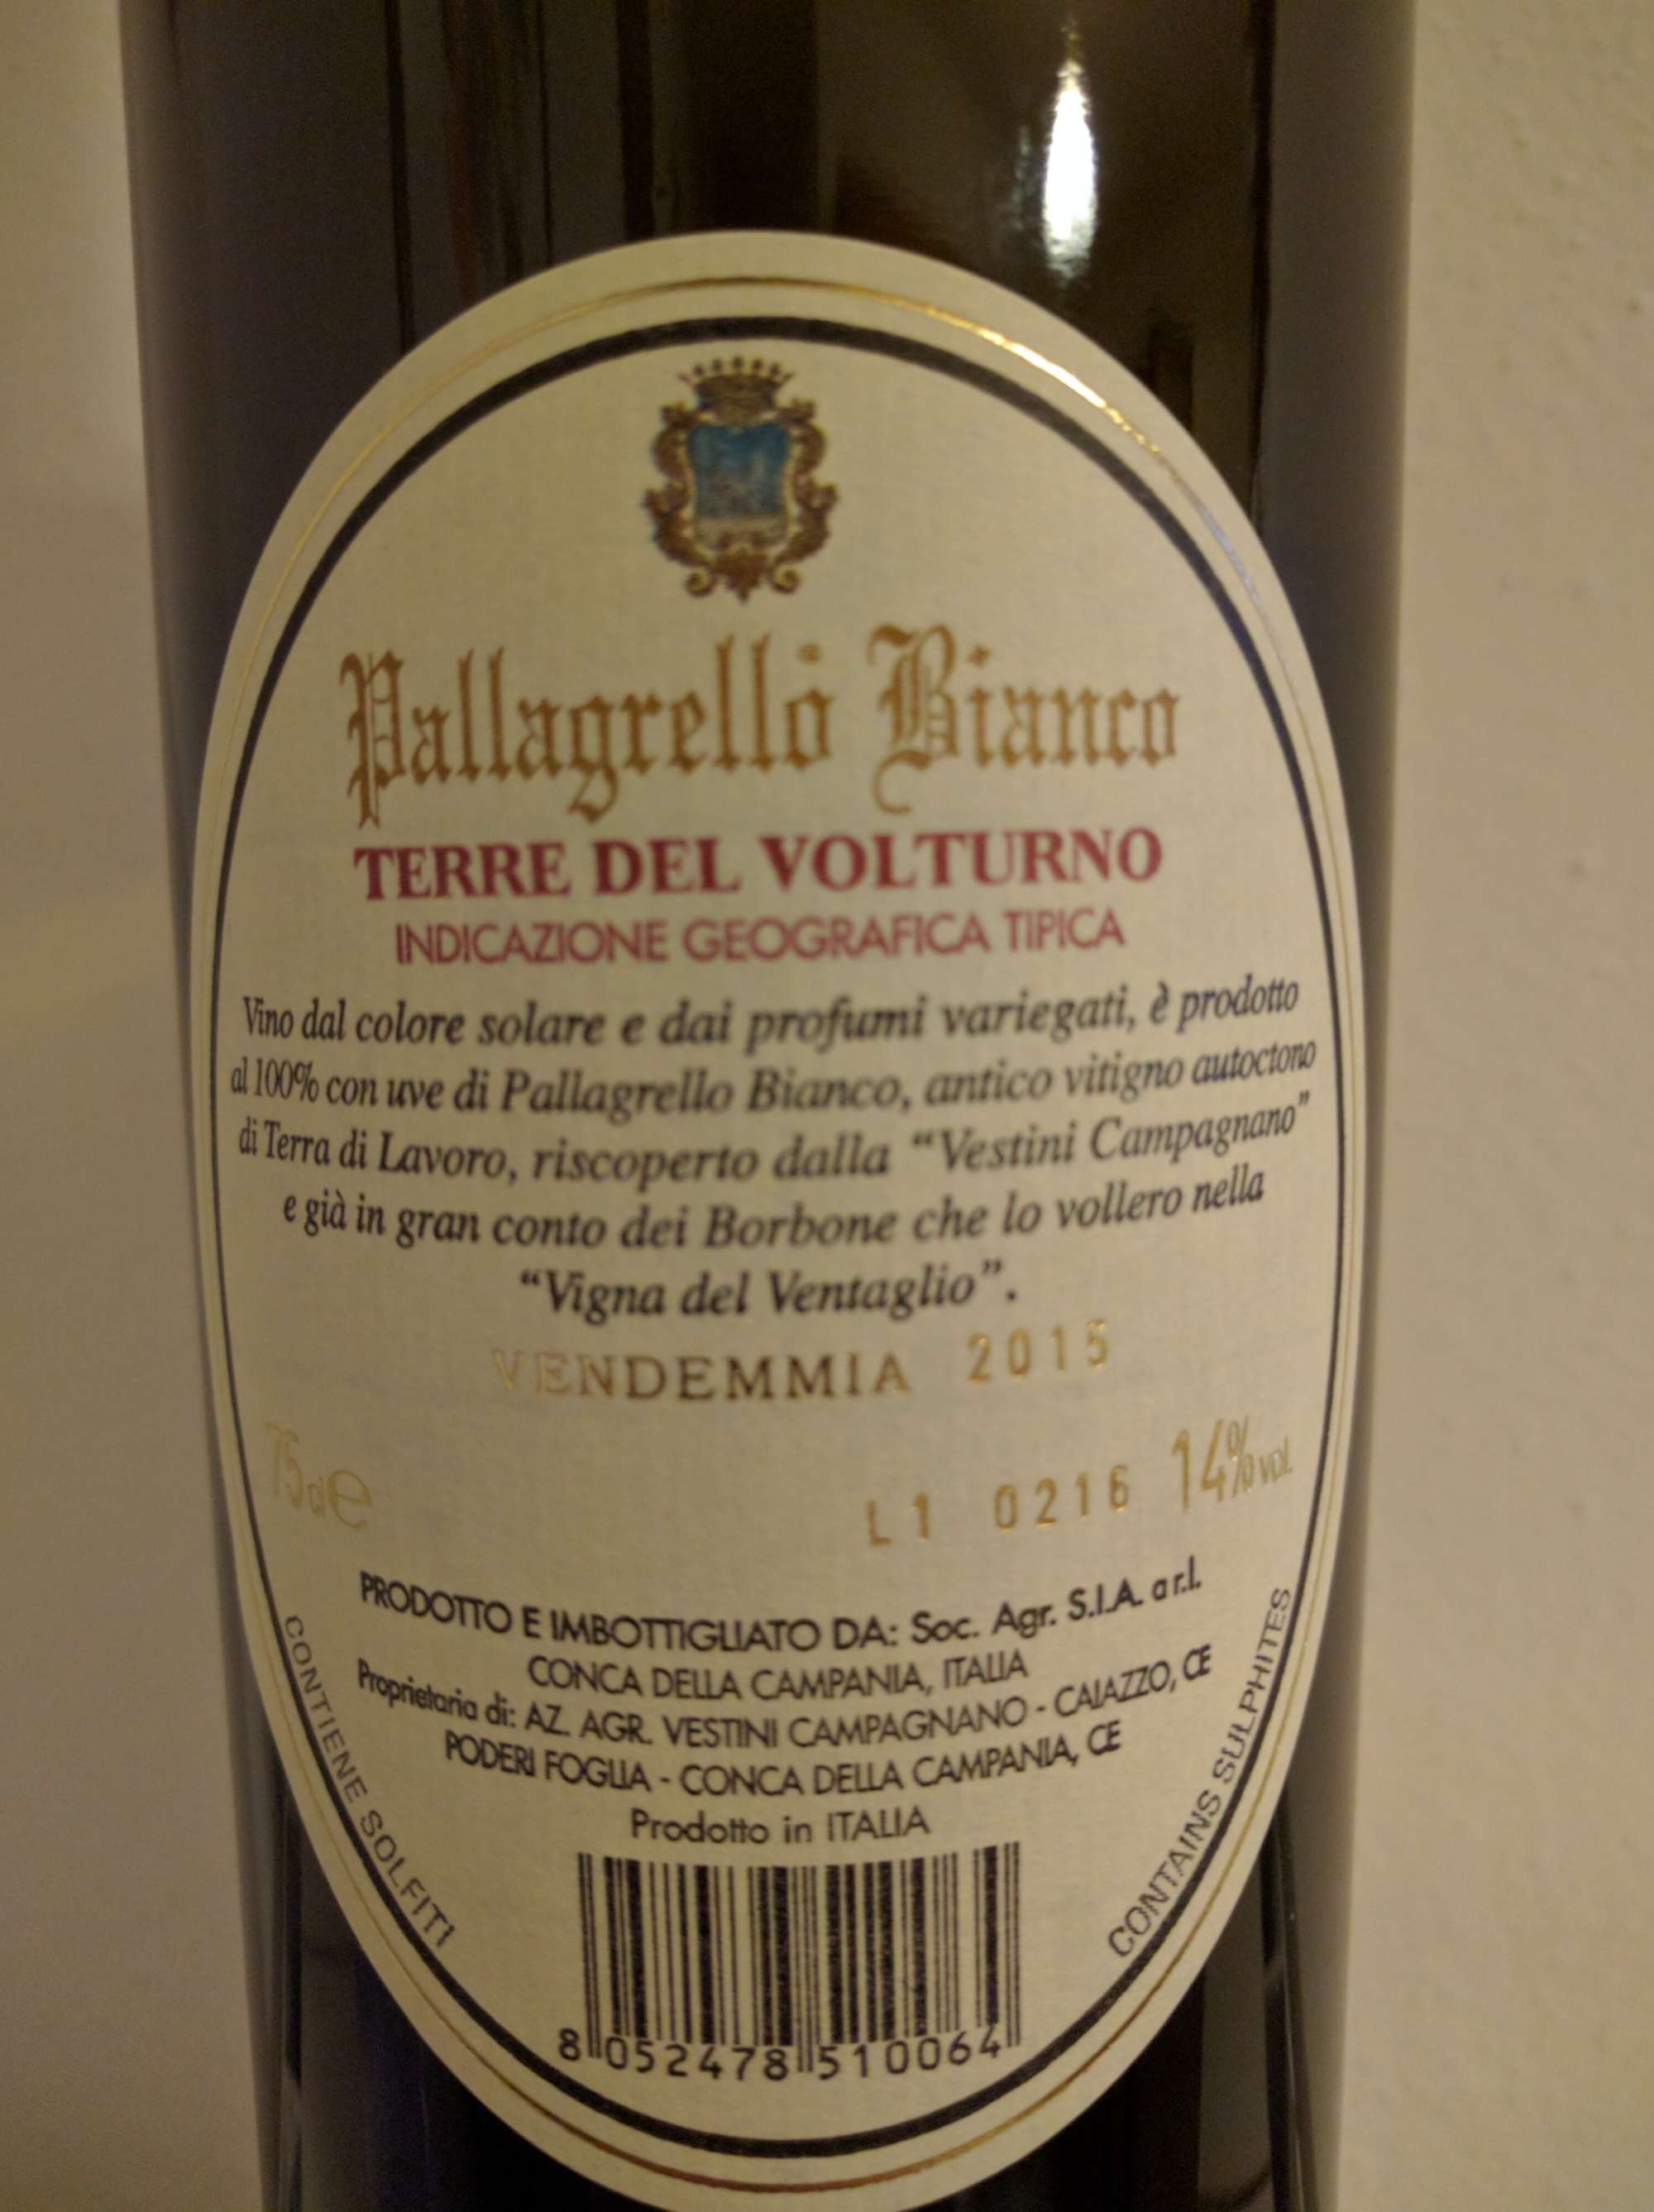 Pallagrello Bianco
TERRE DEL VOLTURNO
INDICAZIONE GEOGRAFICA TIPICA
Vino dal colore solare e dai profumi variegati, è prodotto
al 100% con uve di Pallagrello Bianco, antico vitigno autoctono
di Terra di Lavoro, riscoperto dalla “Vestini Campagnano”
e già in gran conto dei Borbone che lo vollero nella
“Vigna del Ventaglio”.
VENDEMMIA 2015
75cle L1 0216 14%vol.
PRODOTTO E IMBOTTIGLIATO DA: Soc. Agr. S.I.A. a r.l.
CONCA DELLA CAMPANIA, ITALIA
Proprietaria di: AZ. AGR. VESTINI CAMPAGNANO - CAIAZZO, CE
PODERI FOGLIA - CONCA DELLA CAMPANIA, CE
Prodotto in ITALIA
CONTIENE SOLFITI
CONTAINS SULPHITES
8 052478 510064